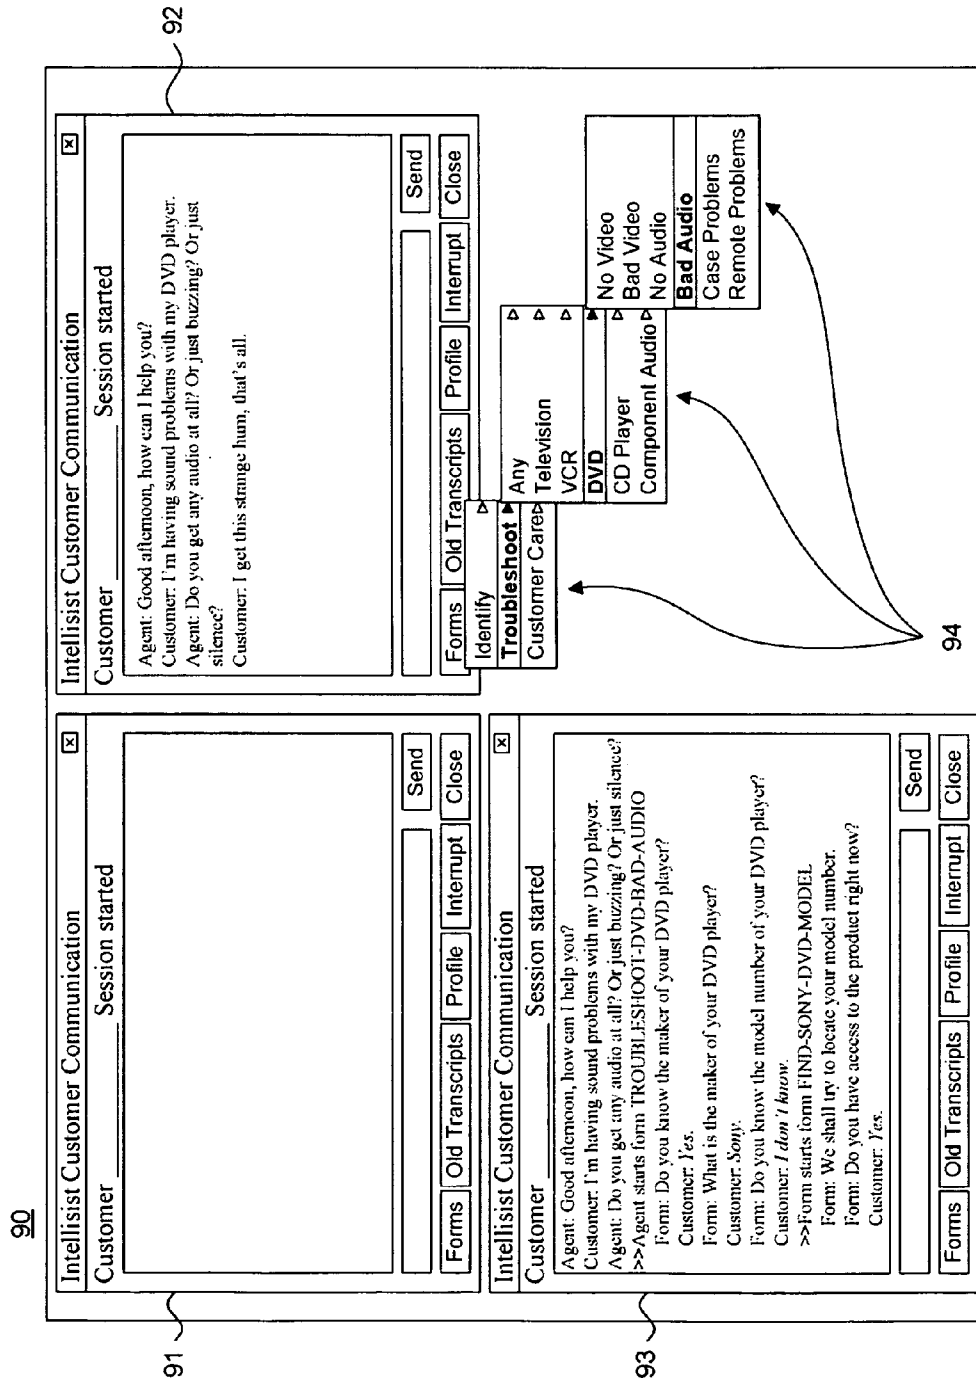 90
91
Intellisist Customer Communication
x
Customer Session started
Send
Forms Old Transcripts Profile Interrupt Close
92
Intellisist Customer Communication
x
Customer Session started
Agent: Good afternoon, how can I help you?
Customer: I'm having sound problems with my DVD player.
Agent: Do you get any audio at all? Or just buzzing? Or just
silence?
Customer: I get this strange hum, that's all.
Send
Forms Old Transcripts Profile Interrupt Close
Identify
Troubleshoot
Customer Care
Any
Television
VCR
DVD
CD Player
Component Audio
No Video
Bad Video
No Audio
Bad Audio
Case Problems
Remote Problems
94
93
Intellisist Customer Communication
x
Customer Session started
Agent: Good afternoon, how can I help you?
Customer: I'm having sound problems with my DVD player.
Agent: Do you get any audio at all? Or just buzzing? Or just silence?
>>Agent starts form TROUBLESHOOT-DVD-BAD-AUDIO
Form: Do you know the maker of your DVD player?
Customer: Yes.
Form: What is the maker of your DVD player?
Customer: Sony.
Form: Do you know the model number of your DVD player?
Customer: I don't know.
>>Form starts form FIND-SONY-DVD-MODEL
Form: We shall try to locate your model number.
Form: Do you have access to the product right now?
Customer: Yes.
Send
Forms Old Transcripts Profile Interrupt Close